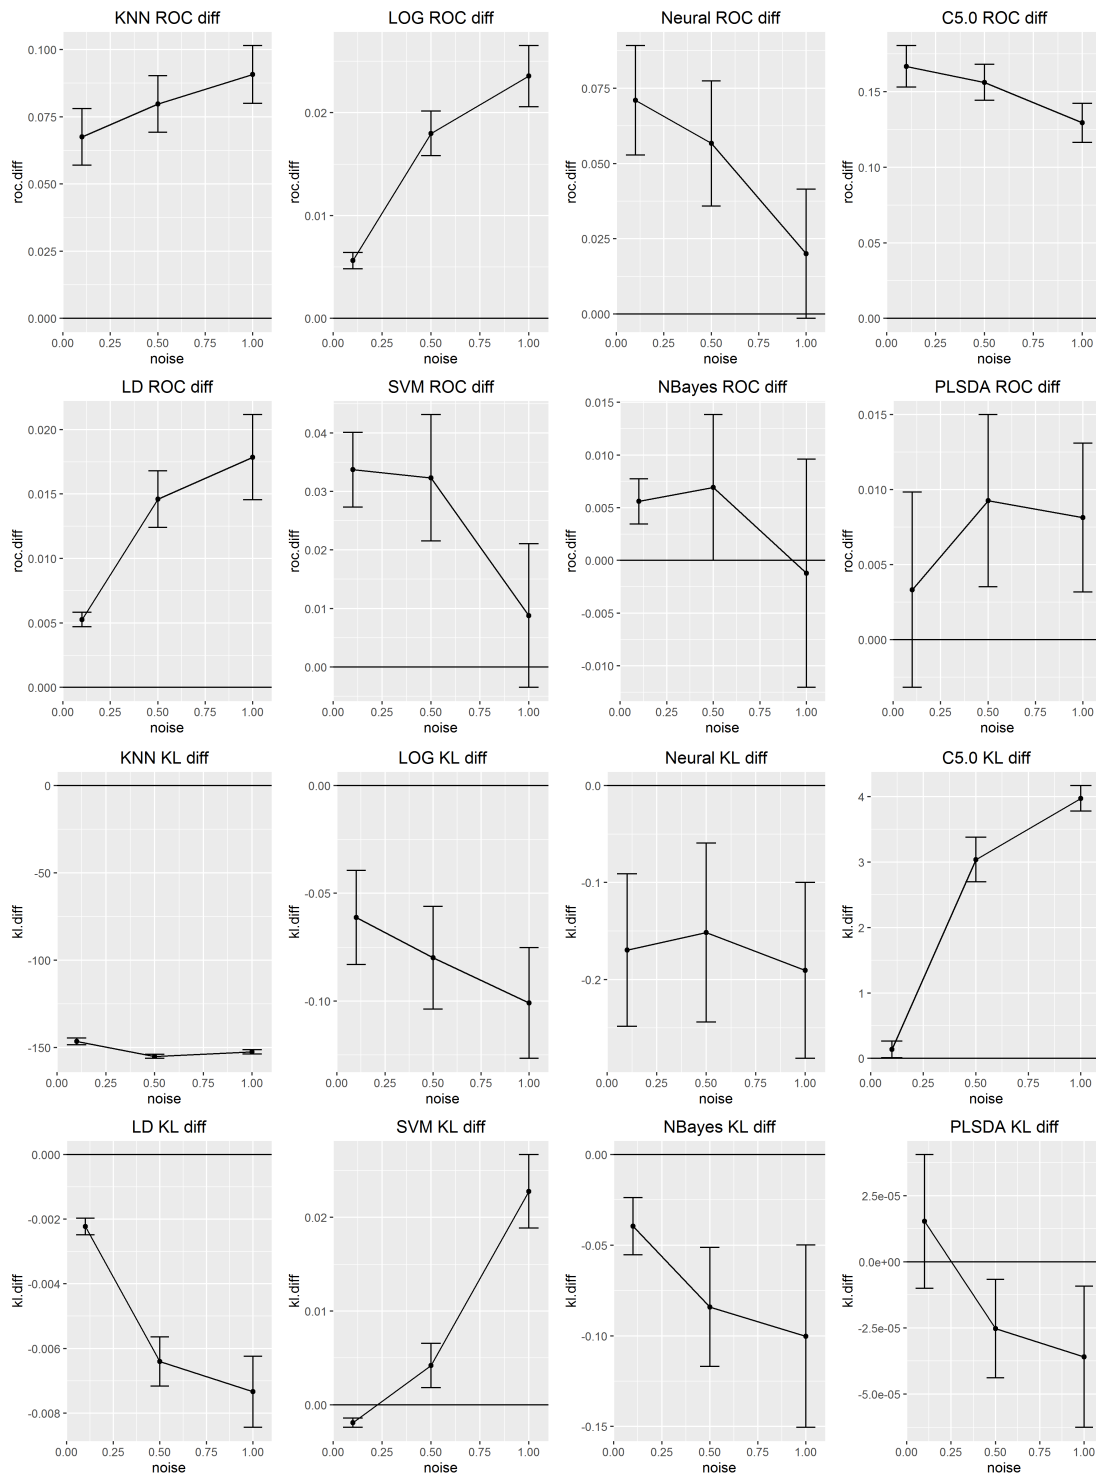 KNN ROC diff
roc.diff
0.100
0.075
0.050
0.025
0.000
0.00 0.25 0.50 0.75 1.00
noise
LOG ROC diff
roc.diff
0.02
0.01
0.00
0.00 0.25 0.50 0.75 1.00
noise
Neural ROC diff
roc.diff
0.075
0.050
0.025
0.000
0.00 0.25 0.50 0.75 1.00
noise
C5.0 ROC diff
roc.diff
0.15
0.10
0.05
0.00
0.00 0.25 0.50 0.75 1.00
noise
LD ROC diff
roc.diff
0.020
0.015
0.010
0.005
0.000
0.00 0.25 0.50 0.75 1.00
noise
SVM ROC diff
roc.diff
0.04
0.03
0.02
0.01
0.00
0.00 0.25 0.50 0.75 1.00
noise
NBayes ROC diff
roc.diff
0.015
0.010
0.005
0.000
-0.005
-0.010
0.00 0.25 0.50 0.75 1.00
noise
PLSDA ROC diff
roc.diff
0.015
0.010
0.005
0.000
0.00 0.25 0.50 0.75 1.00
noise
KNN KL diff
kl.diff
0
-50
-100
-150
0.00 0.25 0.50 0.75 1.00
noise
LOG KL diff
kl.diff
0.00
-0.05
-0.10
0.00 0.25 0.50 0.75 1.00
noise
Neural KL diff
kl.diff
0.0
-0.1
-0.2
0.00 0.25 0.50 0.75 1.00
noise
C5.0 KL diff
kl.diff
4
3
2
1
0
0.00 0.25 0.50 0.75 1.00
noise
LD KL diff
kl.diff
0.000
-0.002
-0.004
-0.006
-0.008
0.00 0.25 0.50 0.75 1.00
noise
SVM KL diff
kl.diff
0.02
0.01
0.00
0.00 0.25 0.50 0.75 1.00
noise
NBayes KL diff
kl.diff
0.00
-0.05
-0.10
-0.15
0.00 0.25 0.50 0.75 1.00
noise
PLSDA KL diff
kl.diff
2.5e-05
0.0e+00
-2.5e-05
-5.0e-05
0.00 0.25 0.50 0.75 1.00
noise